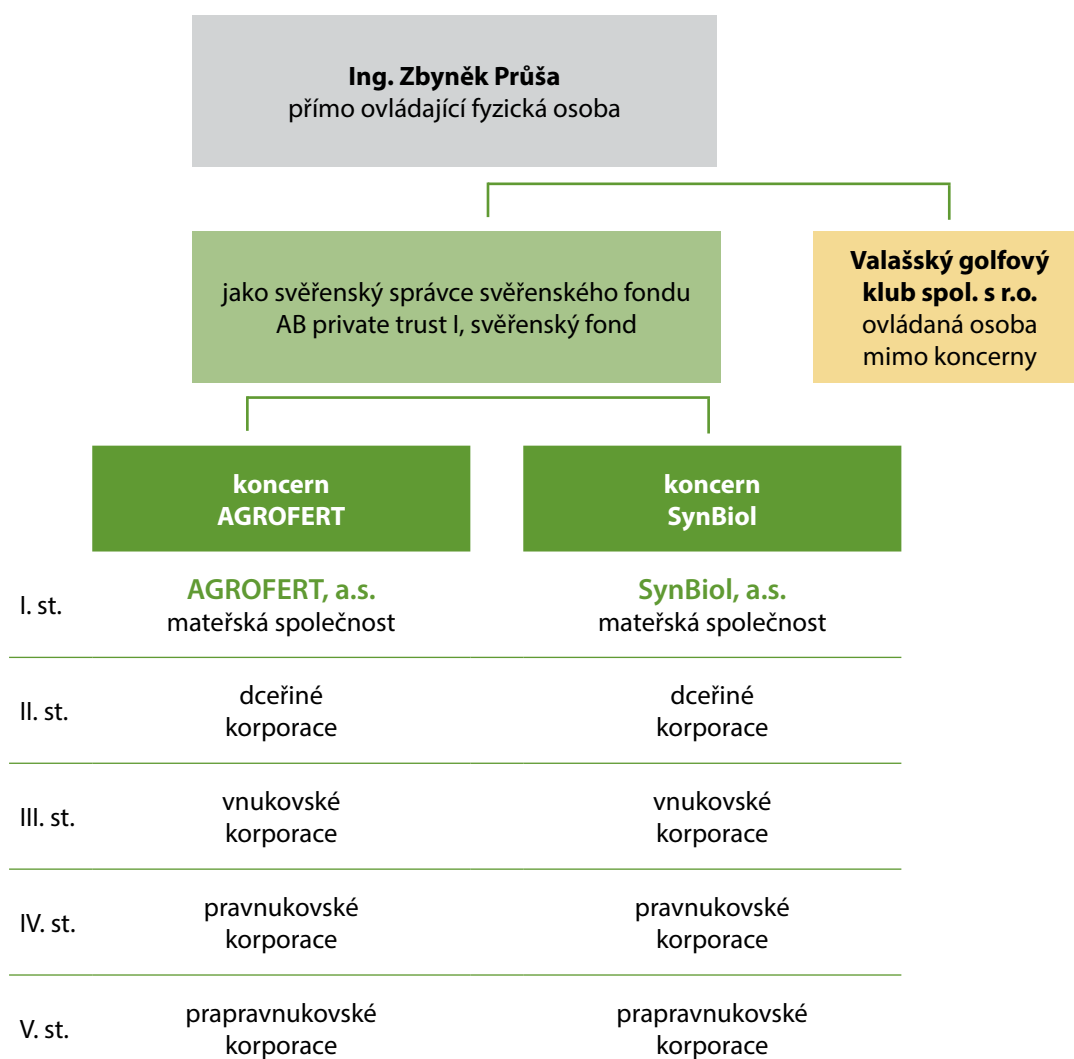 Ing. Zbyněk Průša
přímo ovládající fyzická osoba
jako svěřenský správce svěřenského fondu
AB private trust I, svěřenský fond
Valašský golfový
klub spol. s r.o.
ovládaná osoba
mimo koncerny
koncern
AGROFERT
koncern
SynBiol
I. st.
AGROFERT, a.s.
mateřská společnost
SynBiol, a.s.
mateřská společnost
II. st.
dceřiné
korporace
dceřiné
korporace
III. st.
vnukovské
korporace
vnukovské
korporace
IV. st.
pravnukovské
korporace
pravnukovské
korporace
V. st.
prapravnukovské
korporace
prapravnukovské
korporace